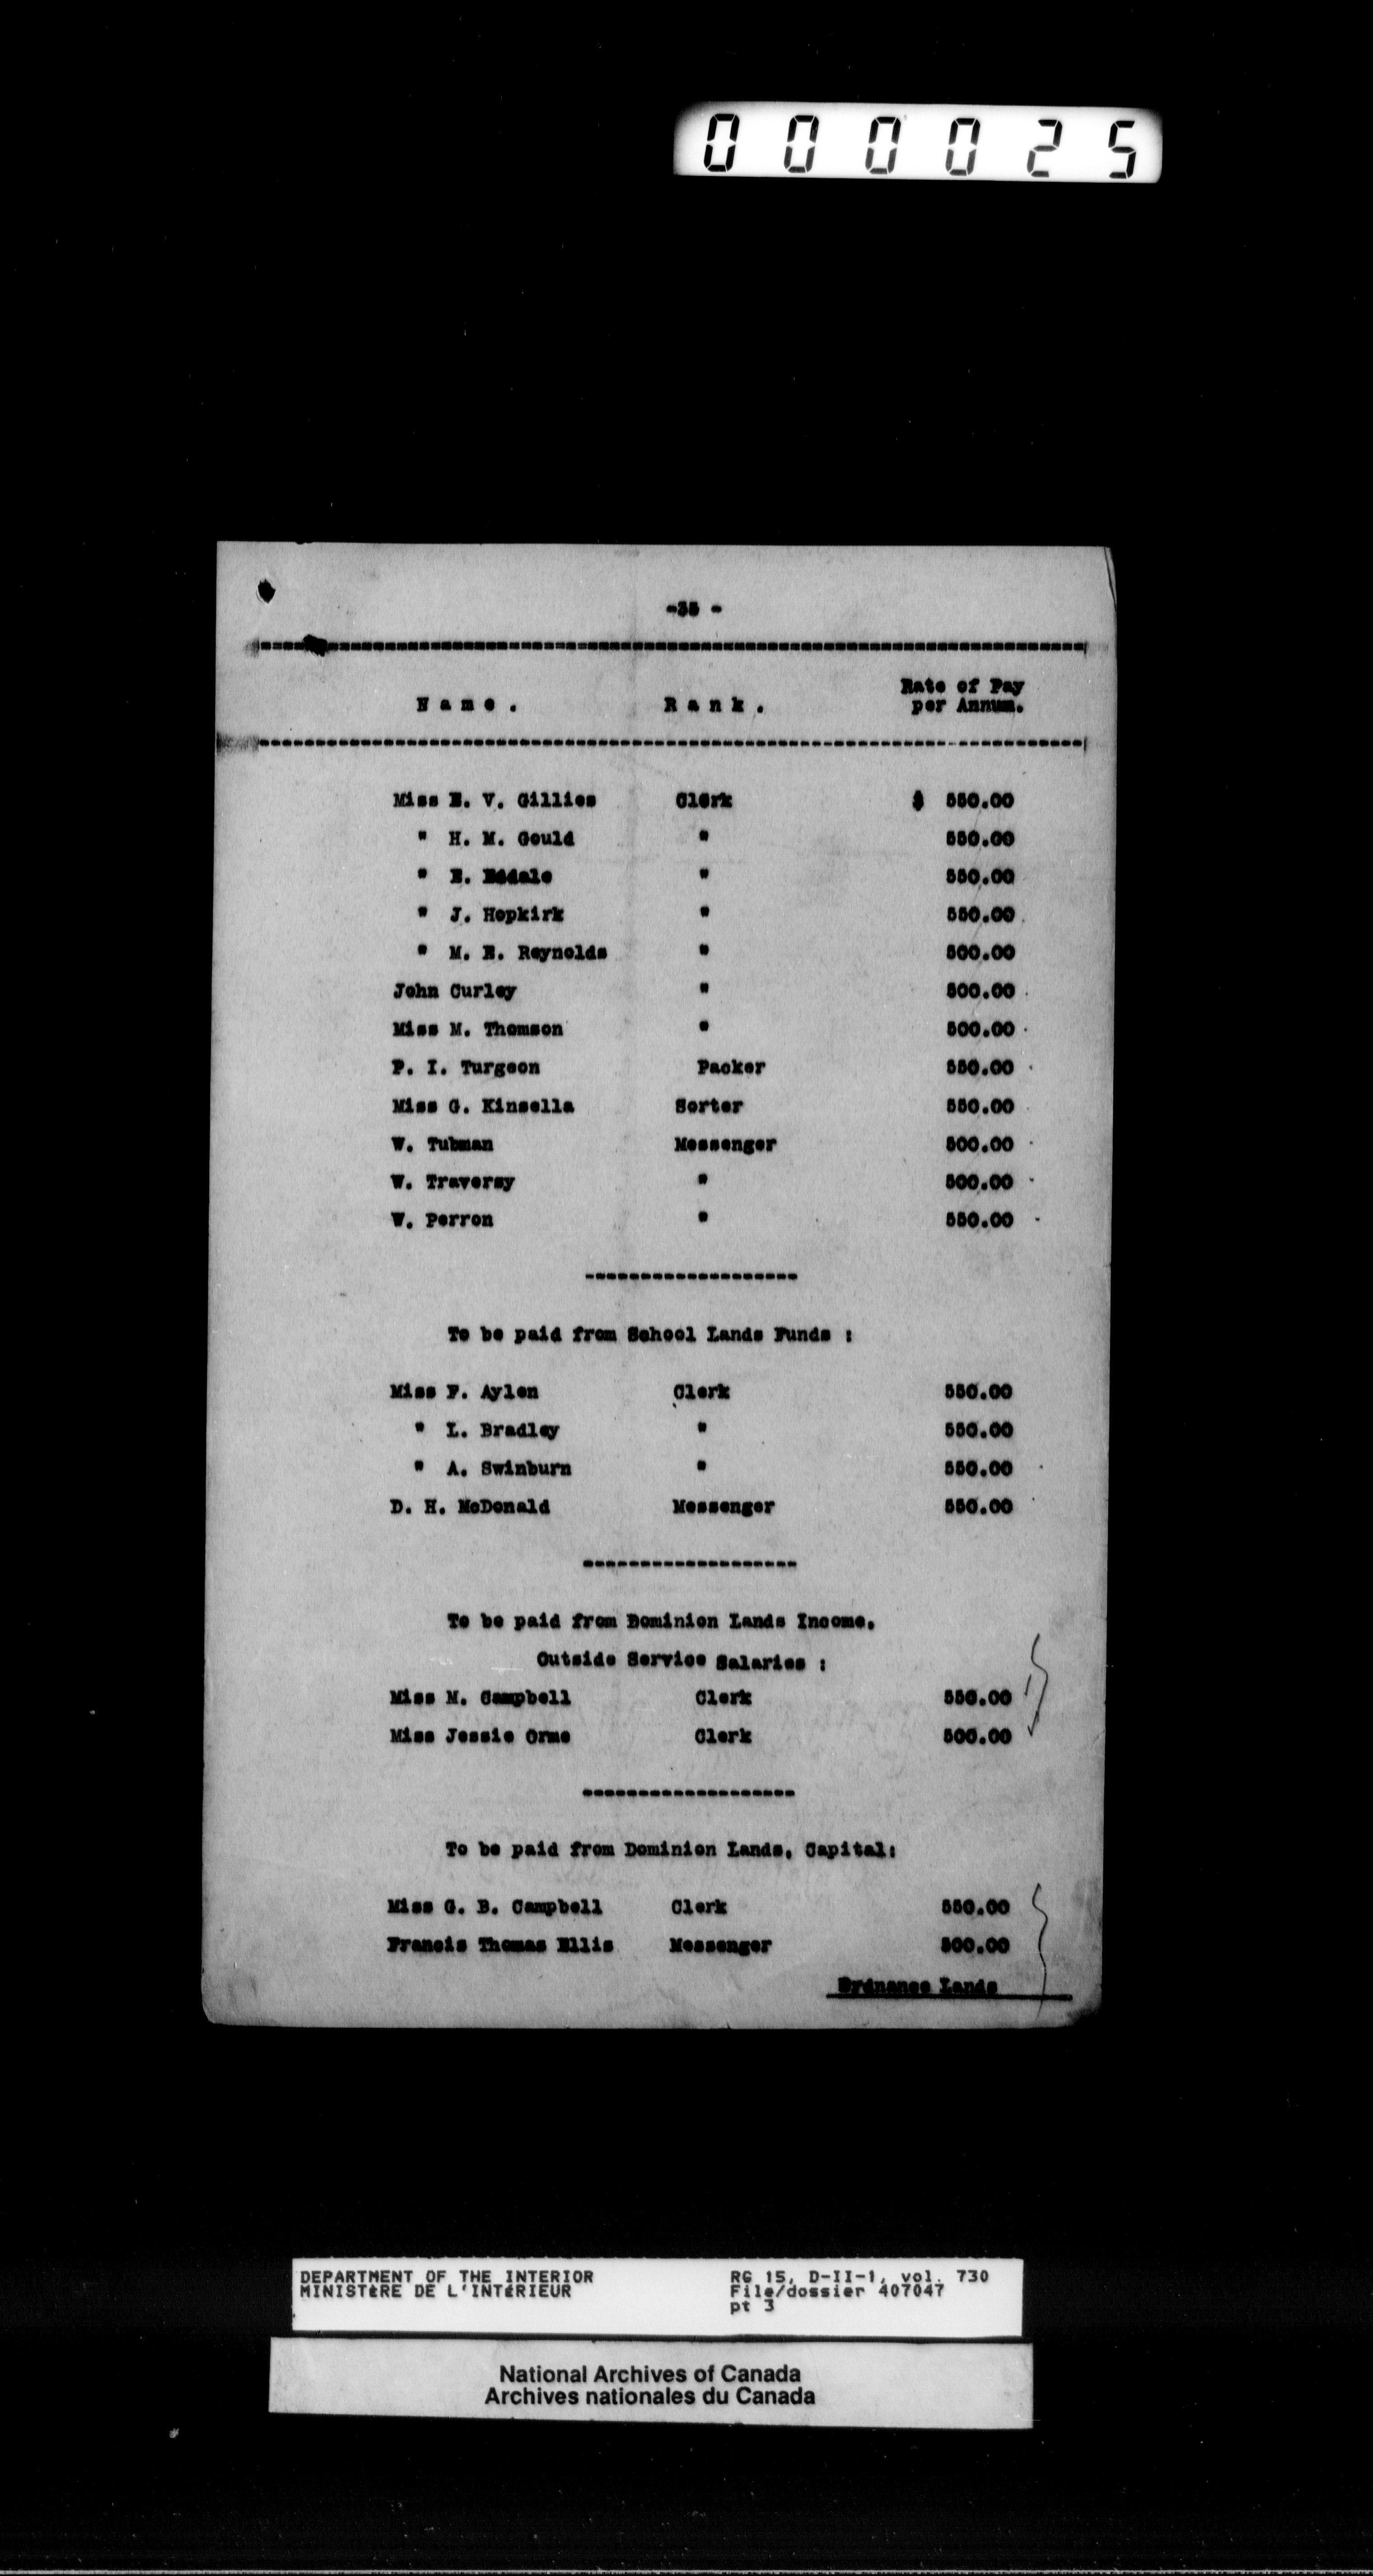 000025
-35 -
Name. Rank. Rate of Pay
per Annum.
Miss E. V. Gillies Clerk $ 550.00
" H. M. Gould " 550.00
" E. Eddale " 550.00
" J. Hopkirk " 550.00
" M. E. Reynolds " 500.00
John Curley " 500.00
Miss M. Thomson " 500.00
P. I. Turgeon Packer 550.00
Miss G. Kinsella Sorter 550.00
W. Tubman Messenger 500.00
W. Traversy " 500.00
W. Perron " 550.00
-------------------
To be paid from School Lands Funds :
Miss F. Aylen Clerk 550.00
" L. Bradley " 550.00
" A. Swinburn " 550.00
D. H. McDonald Messenger 550.00
-------------------
To be paid from Dominion Lands Income.
Outside Service Salaries :
Miss M. Campbell Clerk 550.00
Miss Jessie Orme Clerk 500.00
-------------------
To be paid from Dominion Lands, Capital:
Miss G. B. Campbell Clerk 550.00
Francis Thomas Ellis Messenger 500.00
Ordnance Lands
DEPARTMENT OF THE INTERIOR RG 15, D-II-1, vol. 730
MINISTèRE DE L'INTéRIEUR File/dossier 407047
pt 3
National Archives of Canada
Archives nationales du Canada